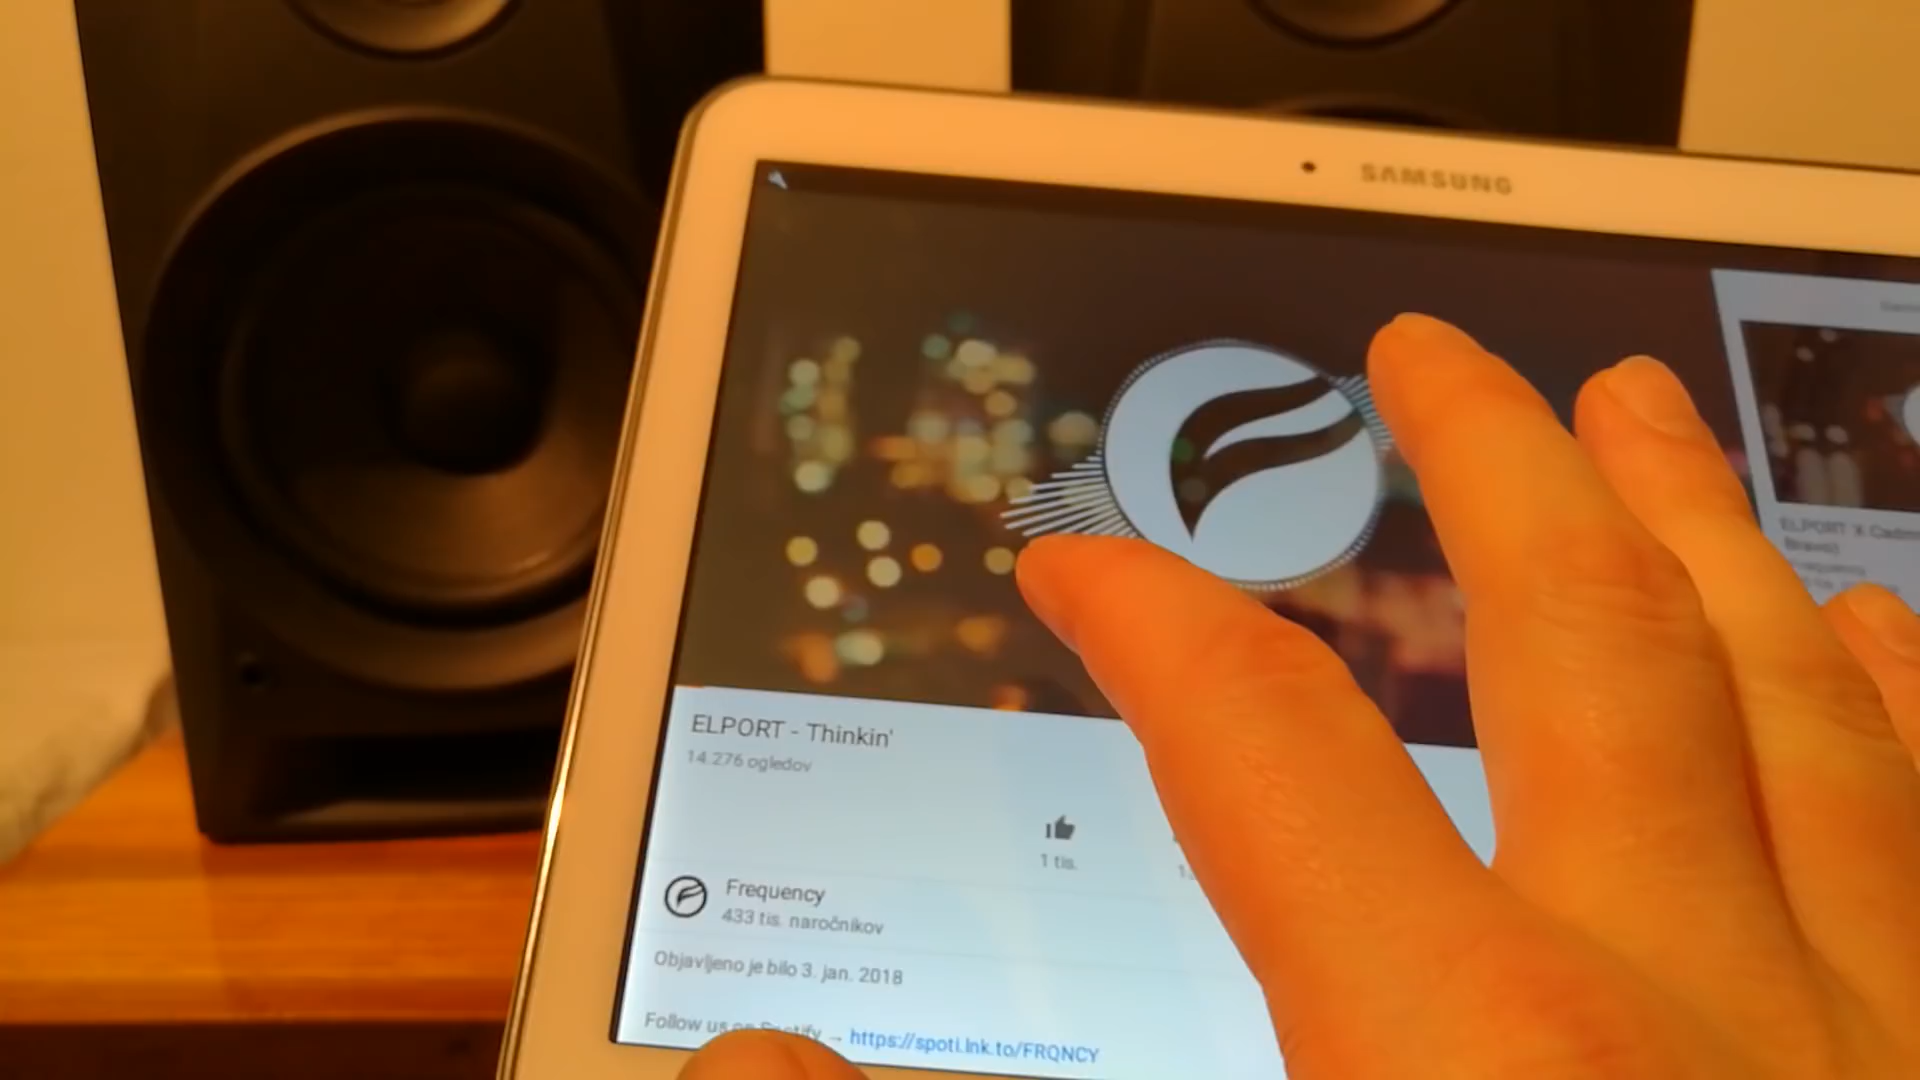 SAMSUNG
ELPORT - Thinkin'
14.276 ogledov
1 tis.
Frequency
433 tis. naročnikov
Objavljeno je bilo 3. jan. 2018
Follow us on Spotify → https://spoti.lnk.to/FRQNCY
ELPORT 'X